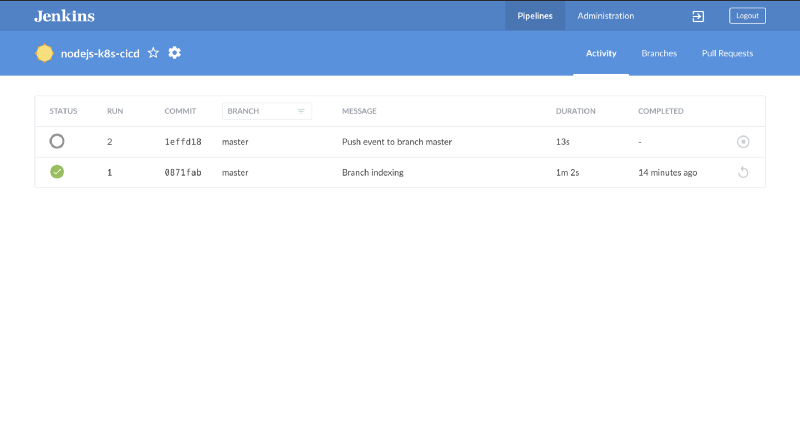 Jenkins Pipelines Administration Logout
nodejs-k8s-cicd Activity Branches Pull Requests
STATUS RUN COMMIT BRANCH MESSAGE DURATION COMPLETED
2 1effd18 master Push event to branch master 13s -
1 0871fab master Branch indexing 1m 2s 14 minutes ago